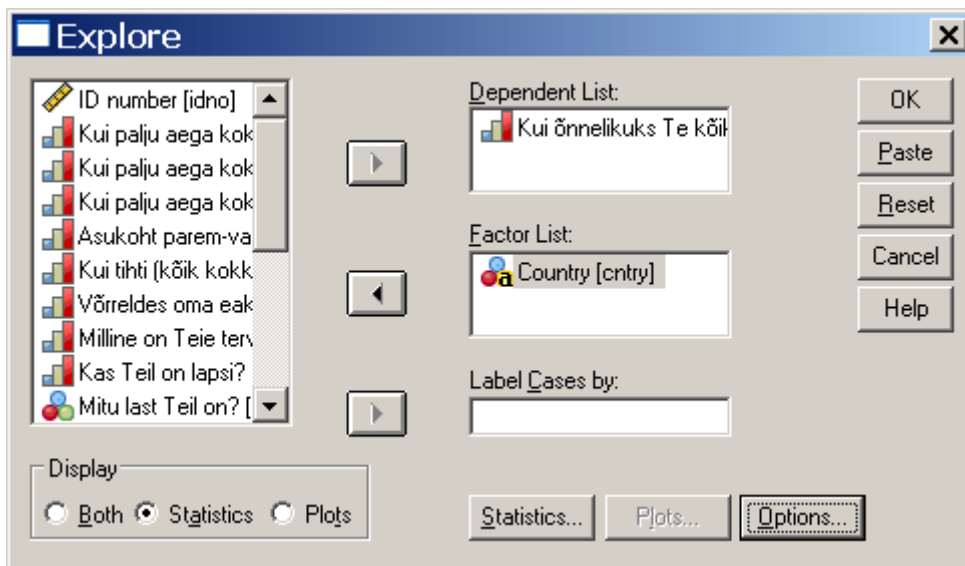 Explore
ID number [idno]
Kui palju aega kok
Kui palju aega kok
Kui palju aega kok
Asukoht parem-va
Kui tihti (kõik kokk
Võrreldes oma eak
Milline on Teie terv
Kas Teil on lapsi?
Mitu last Teil on? [
Display
Both Statistics Plots
Dependent List:
Kui õnnelikuks Te kõik
Factor List:
a Country [cntry]
Label Cases by:
Statistics... Plots... Options...
OK
Paste
Reset
Cancel
Help